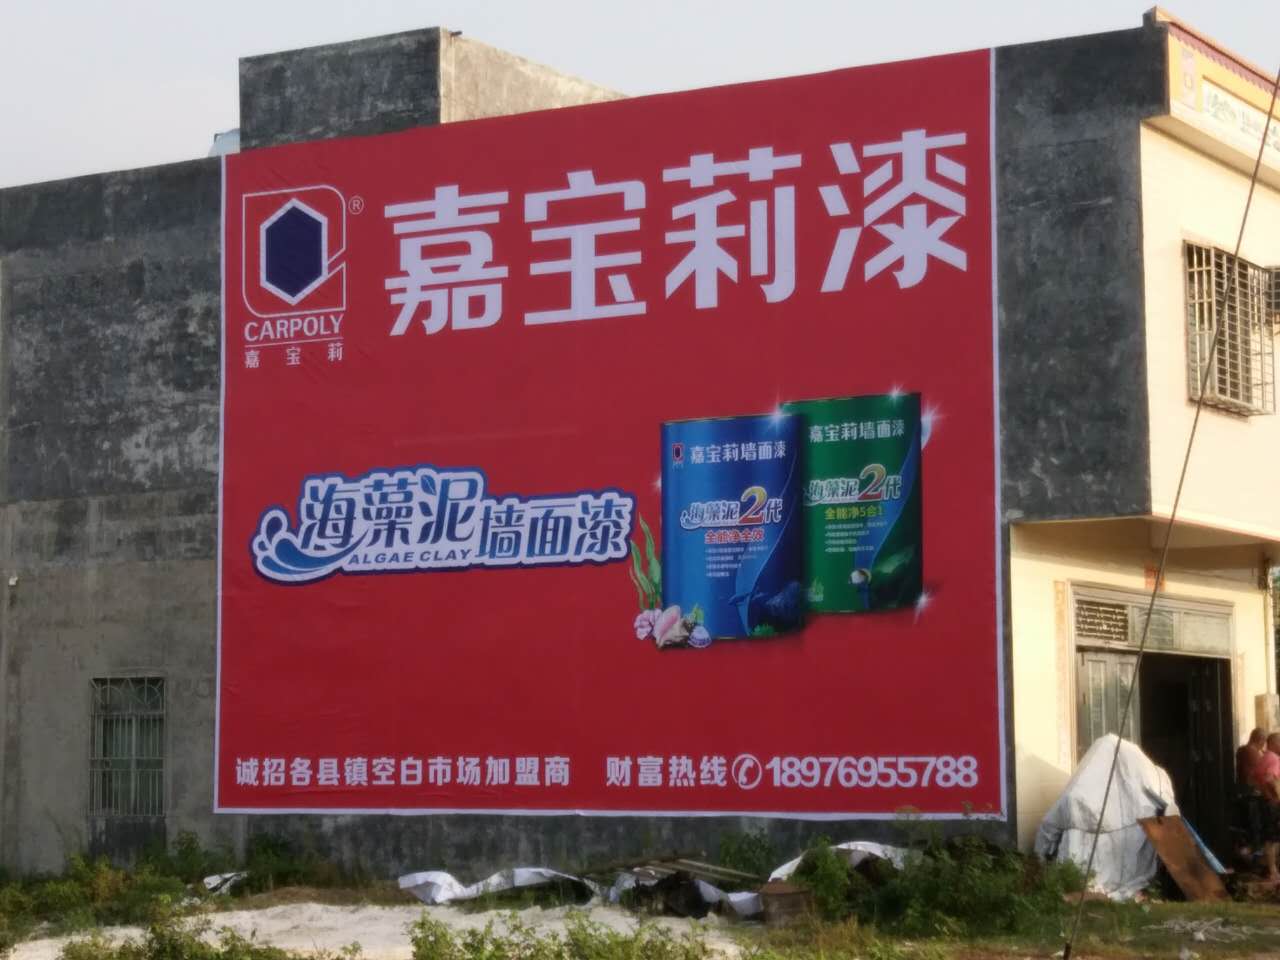 嘉宝莉漆
®
CARPOLY
嘉宝莉
海藻泥墙面漆
ALGAE CLAY
嘉宝莉墙面漆
海藻泥2代
全能净全效
嘉宝莉墙面漆
海藻泥2代
全能净5合1
诚招各县镇空白市场加盟商 财富热线 18976955788